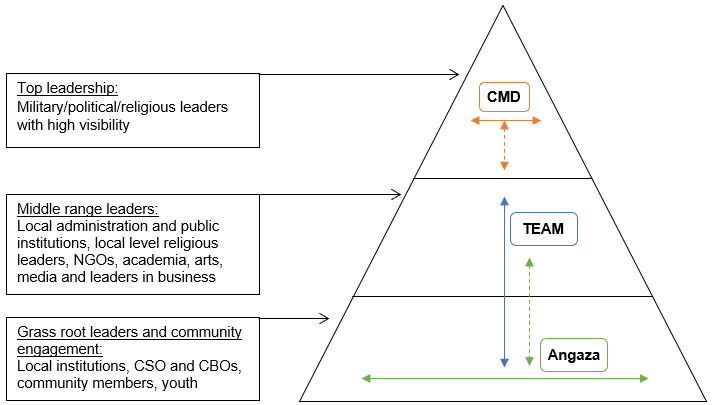 Top leadership:
Military/political/religious leaders
with high visibility
CMD
Middle range leaders:
Local administration and public
institutions, local level religious
leaders, NGOs, academia, arts,
media and leaders in business
TEAM
Grass root leaders and community
engagement:
Local institutions, CSO and CBOs,
community members, youth
Angaza